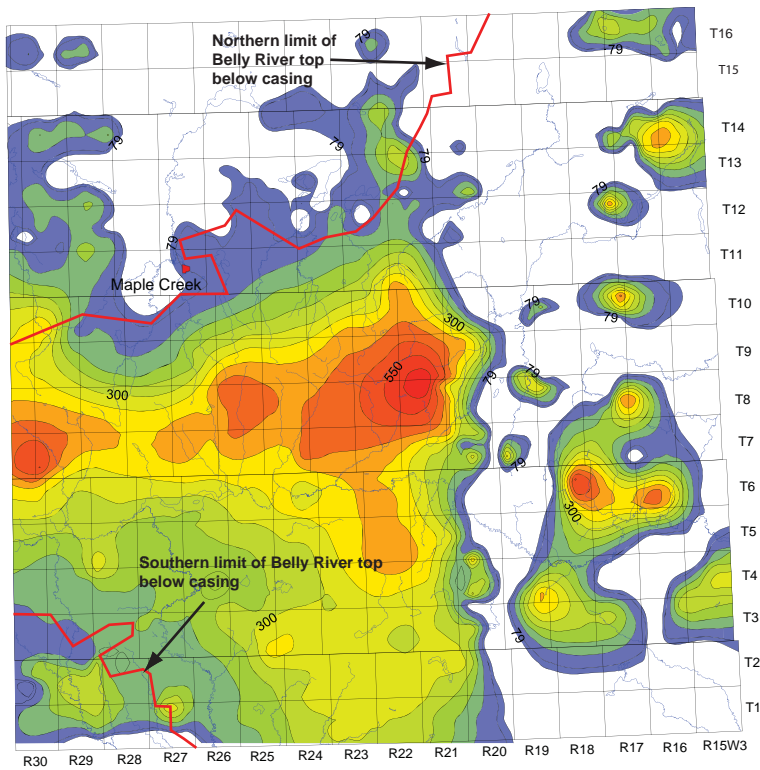 79
T16
Northern limit of
Belly River top
below casing
-79
T15
79
79
79
T14
T13
79
T12
79
T11
Maple Creek
79
79
T10
300
T9
550
79
79
300
T8
T7
79
T6
300
T5
Southern limit of Belly River top
below casing
T4
300
79
T3
T2
T1
R30 R29 R28 R27 R26 R25 R24 R23 R22 R21 R20 R19 R18 R17 R16 R15W3